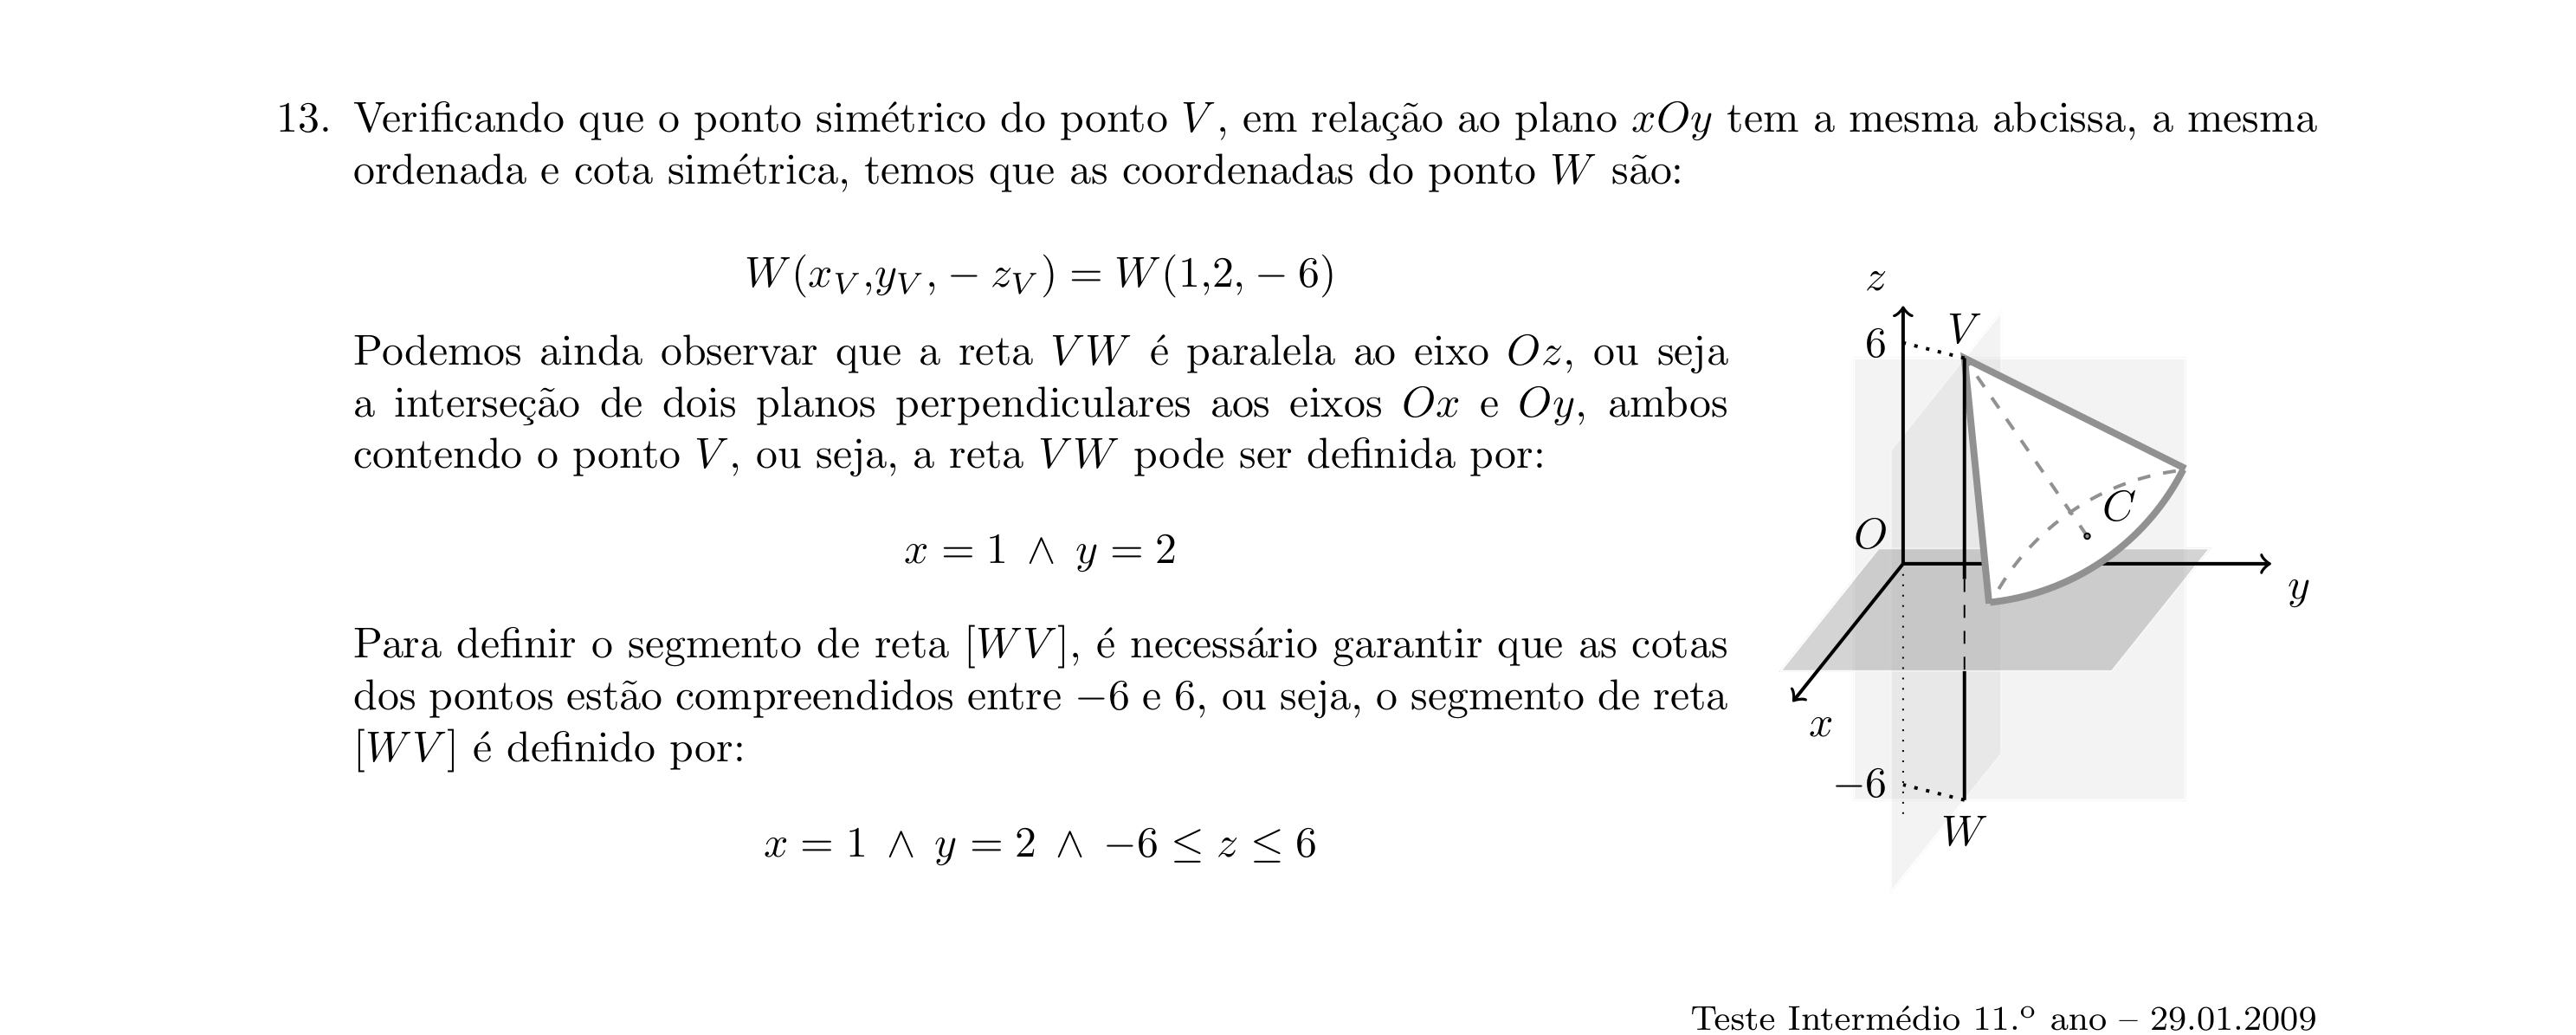 13. Verificando que o ponto simétrico do ponto V, em relação ao plano xOy tem a mesma abcissa, a mesma
ordenada e cota simétrica, temos que as coordenadas do ponto W são:
W(x_V,y_V, − z_V) = W(1,2, − 6)
Podemos ainda observar que a reta VW é paralela ao eixo Oz, ou seja
a interseção de dois planos perpendiculares aos eixos Ox e Oy, ambos
contendo o ponto V, ou seja, a reta VW pode ser definida por:
x = 1 ∧ y = 2
Para definir o segmento de reta [WV], é necessário garantir que as cotas
dos pontos estão compreendidos entre −6 e 6, ou seja, o segmento de reta
[WV] é definido por:
x = 1 ∧ y = 2 ∧ −6 ≤ z ≤ 6
z
6
V
C
O
y
x
−6
W
Teste Intermédio 11.º ano – 29.01.2009